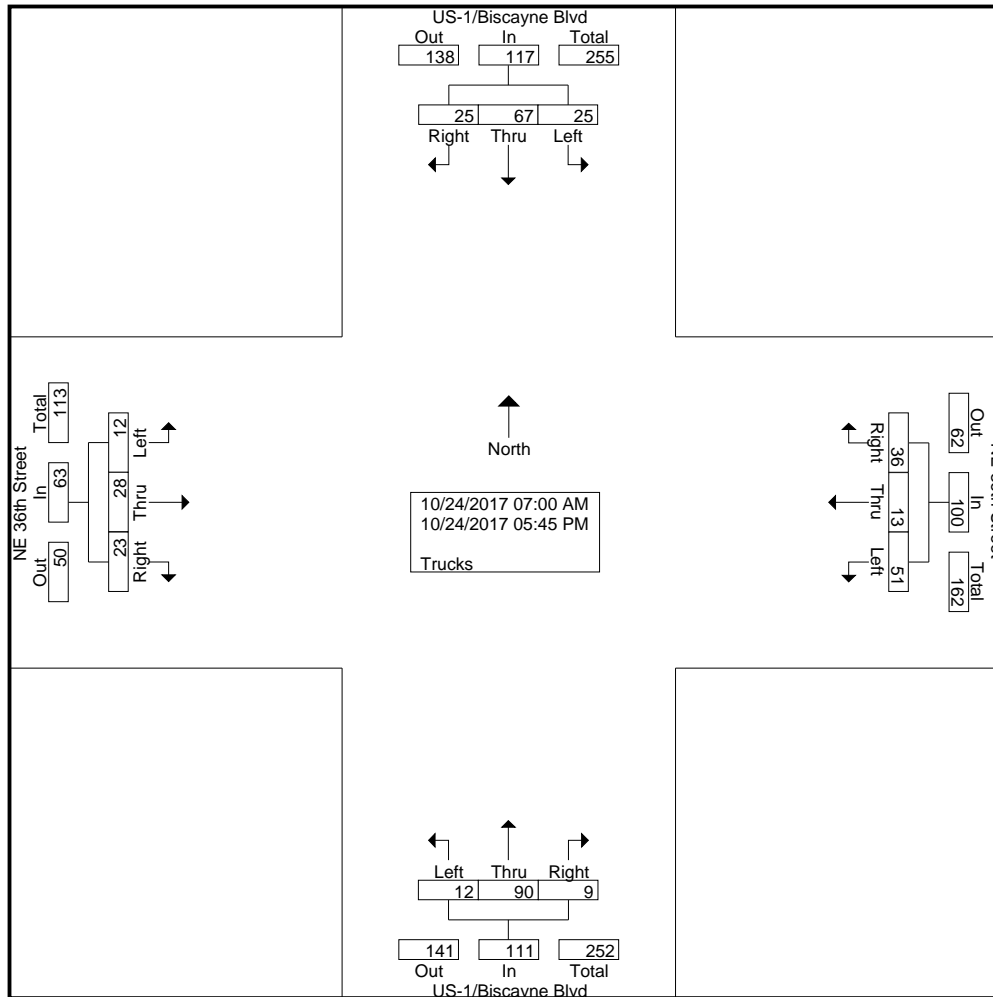 US-1/Biscayne Blvd
Out In Total
138 117 255
25 67 25
Right Thru Left
NE 36th Street
Total In Out
113 63 50
12 28 23
Left Thru Right
North
10/24/2017 07:00 AM
10/24/2017 05:45 PM
Trucks
Right Thru Left
36 13 51
62 100 162
Out In Total
Street
Left Thru Right
12 90 9
141 111 252
Out In Total
US-1/Biscayne Blvd